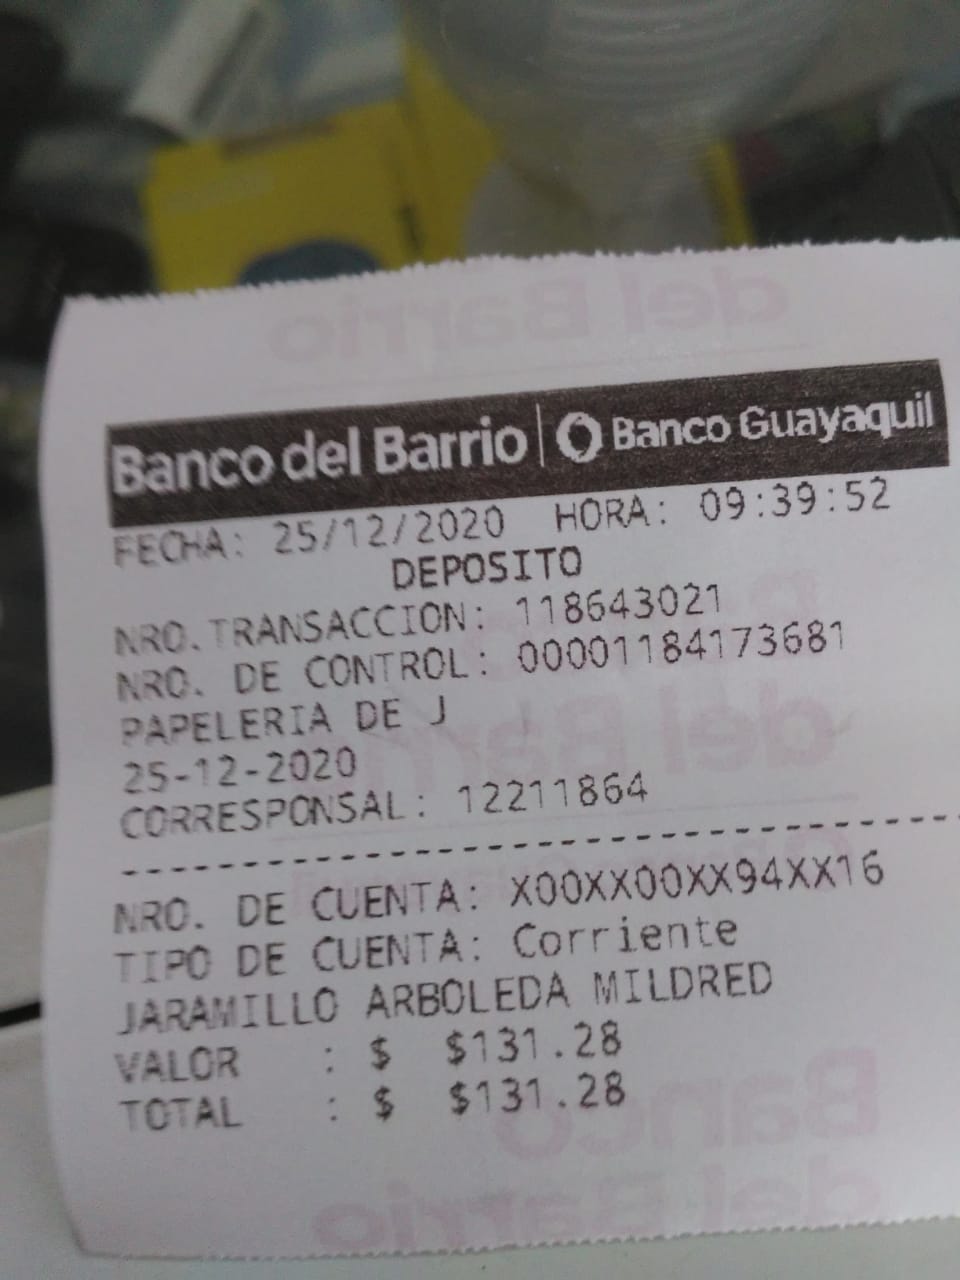 Banco del Barrio | Banco Guayaquil
FECHA: 25/12/2020 HORA: 09:39:52
DEPOSITO
NRO.TRANSACCION: 118643021
NRO. DE CONTROL: 00001184173681
PAPELERIA DE J
25-12-2020
CORRESPONSAL: 12211864
--------------------------------------
NRO. DE CUENTA: X00XX00XX94XX16
TIPO DE CUENTA: Corriente
JARAMILLO ARBOLEDA MILDRED
VALOR : $ $131.28
TOTAL : $ $131.28